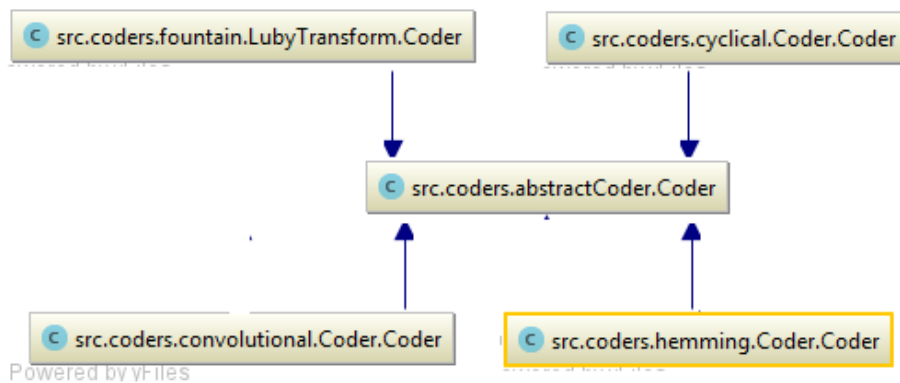 C src.coders.fountain.LubyTransform.Coder
C src.coders.cyclical.Coder.Coder
C src.coders.abstractCoder.Coder
C src.coders.convolutional.Coder.Coder
C src.coders.hemming.Coder.Coder
Powered by yFiles